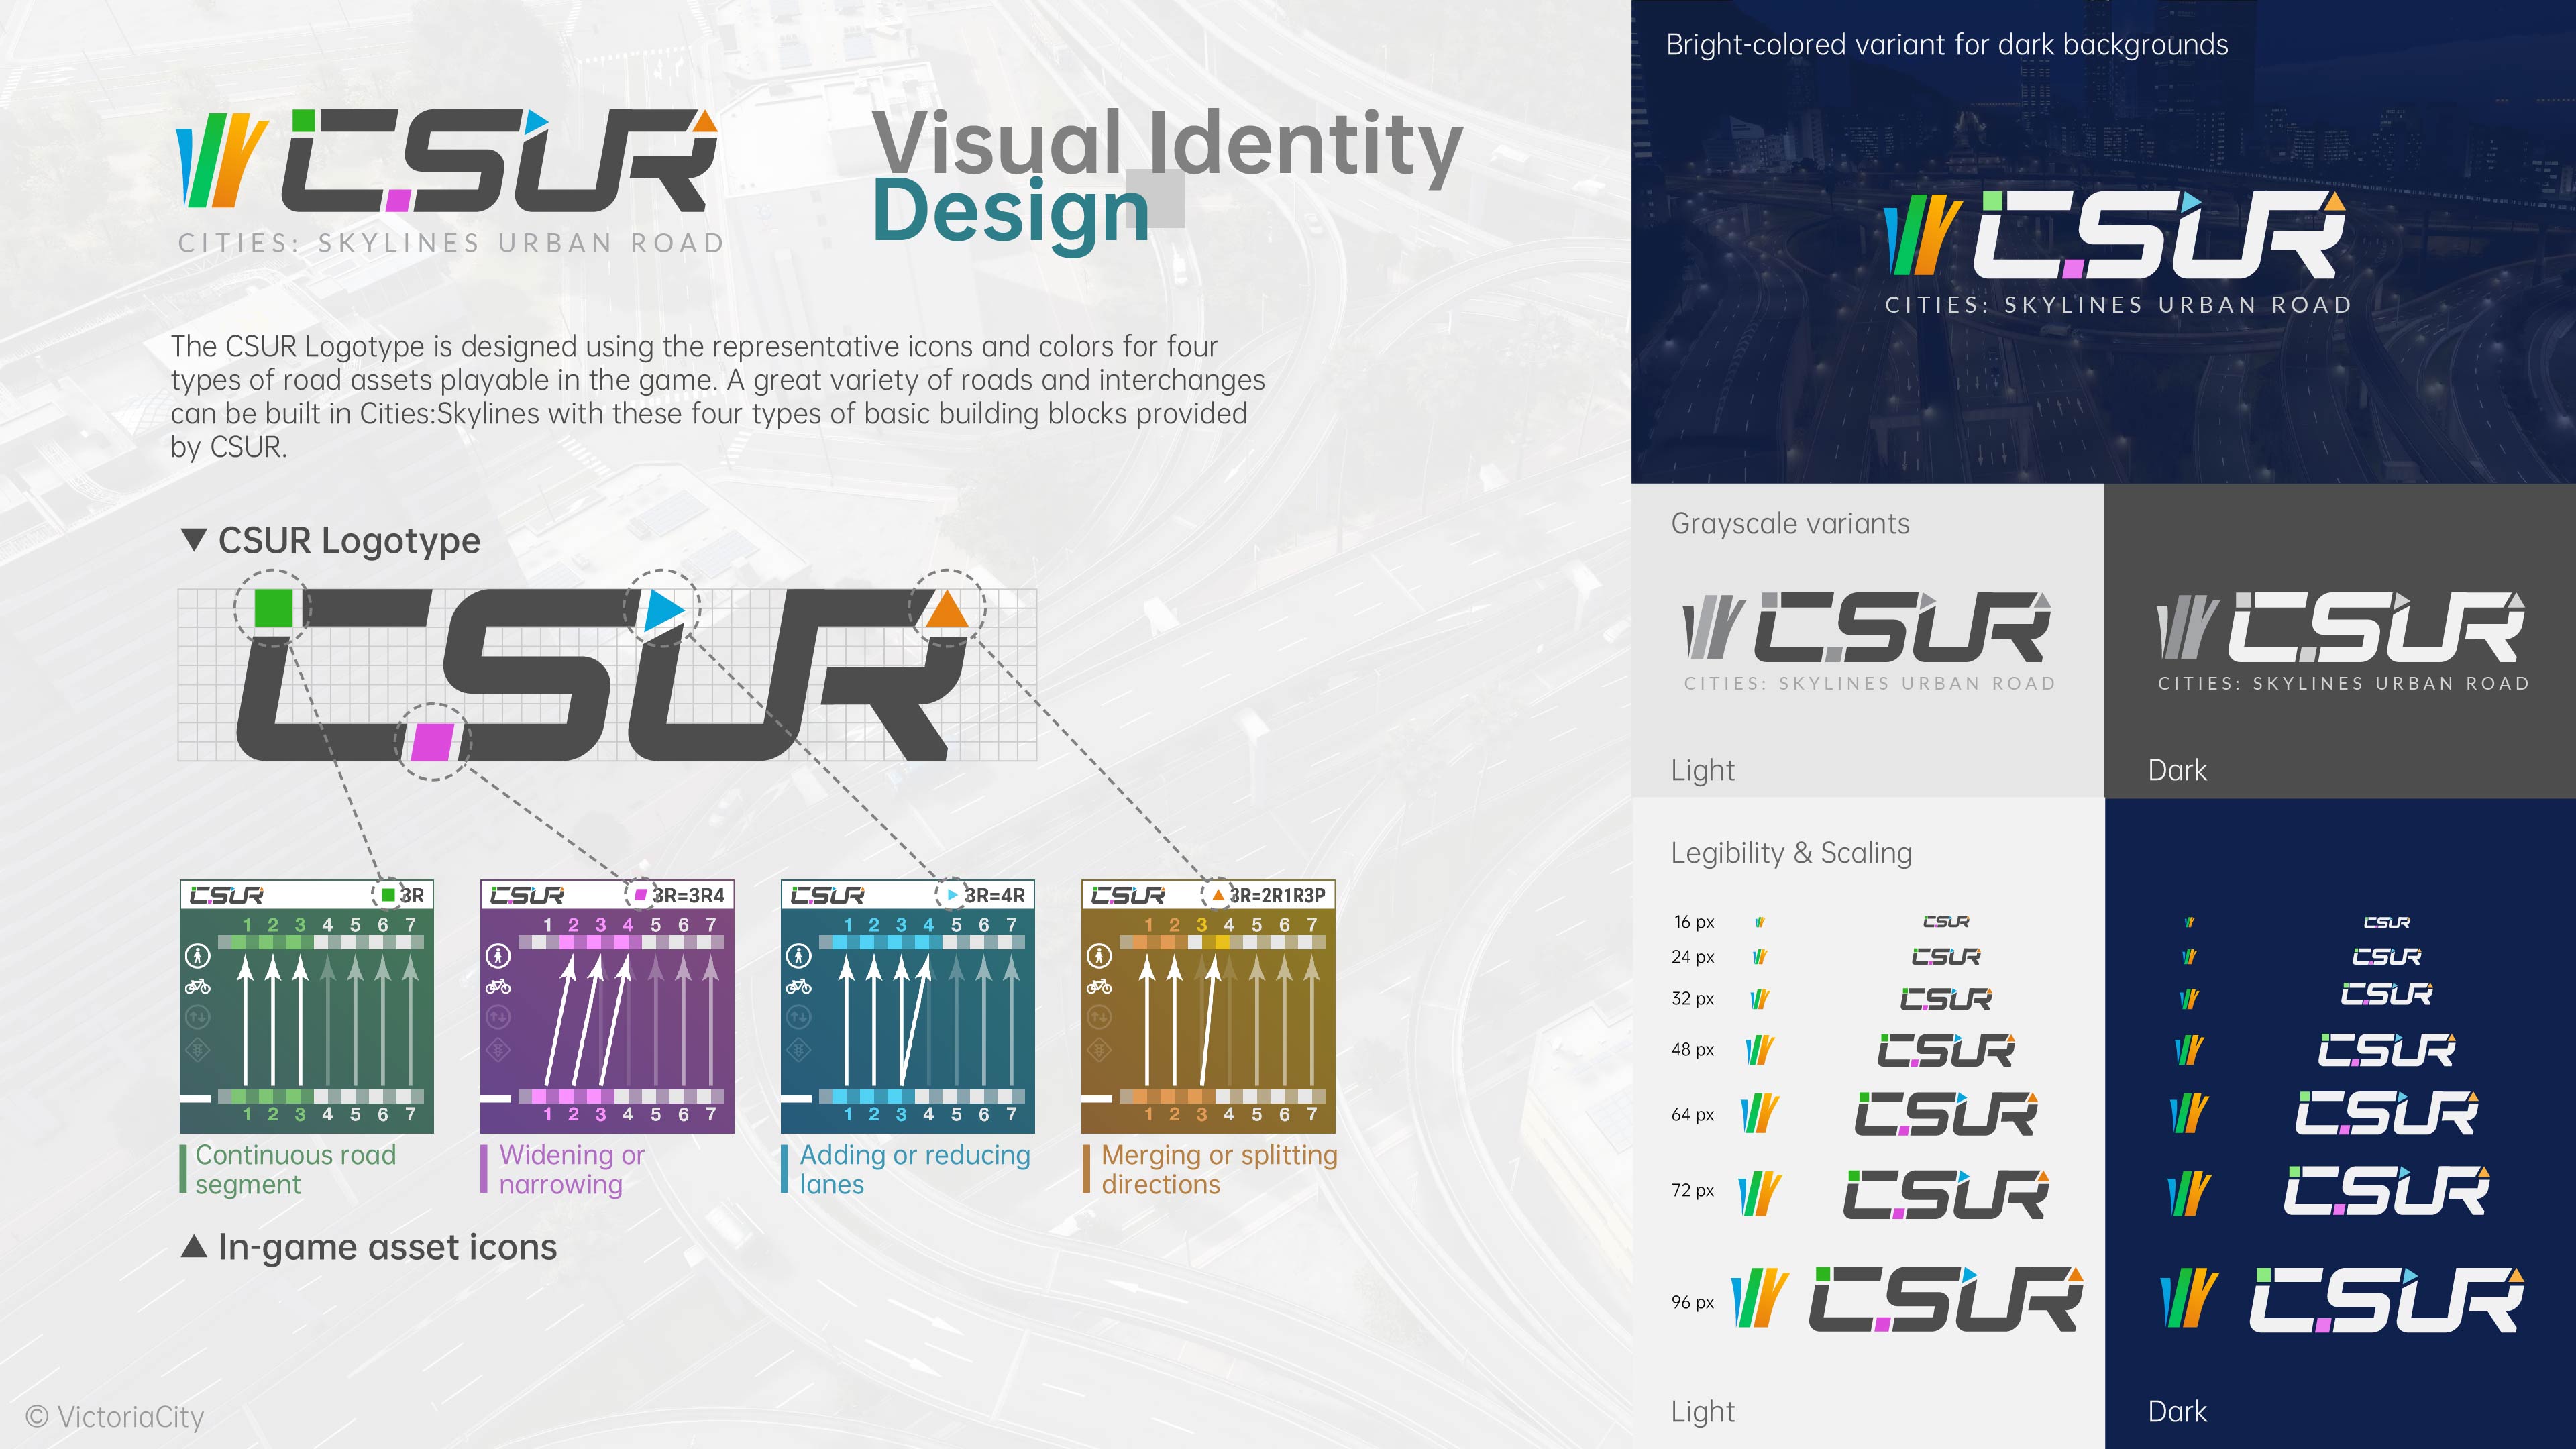 CSUR
CITIES: SKYLINES URBAN ROAD
Visual Identity
Design
The CSUR Logotype is designed using the representative icons and colors for four
types of road assets playable in the game. A great variety of roads and interchanges
can be built in Cities:Skylines with these four types of basic building blocks provided
by CSUR.
▼ CSUR Logotype
CSUR
CSUR 3R
1 2 3 4 5 6 7
1 2 3 4 5 6 7
Continuous road
segment
CSUR 3R=3R4
1 2 3 4 5 6 7
1 2 3 4 5 6 7
Widening or
narrowing
CSUR 3R=4R
1 2 3 4 5 6 7
1 2 3 4 5 6 7
Adding or reducing
lanes
CSUR 3R=2R1R3P
1 2 3 4 5 6 7
1 2 3 4 5 6 7
Merging or splitting
directions
▲ In-game asset icons
© VictoriaCity
Bright-colored variant for dark backgrounds
CSUR
CITIES: SKYLINES URBAN ROAD
Grayscale variants
CSUR
CITIES: SKYLINES URBAN ROAD
Light
CSUR
CITIES: SKYLINES URBAN ROAD
Dark
Legibility & Scaling
16 px CSUR CSUR
24 px CSUR CSUR
32 px CSUR CSUR
48 px CSUR CSUR
64 px CSUR CSUR
72 px CSUR CSUR
96 px CSUR CSUR
Light
Dark